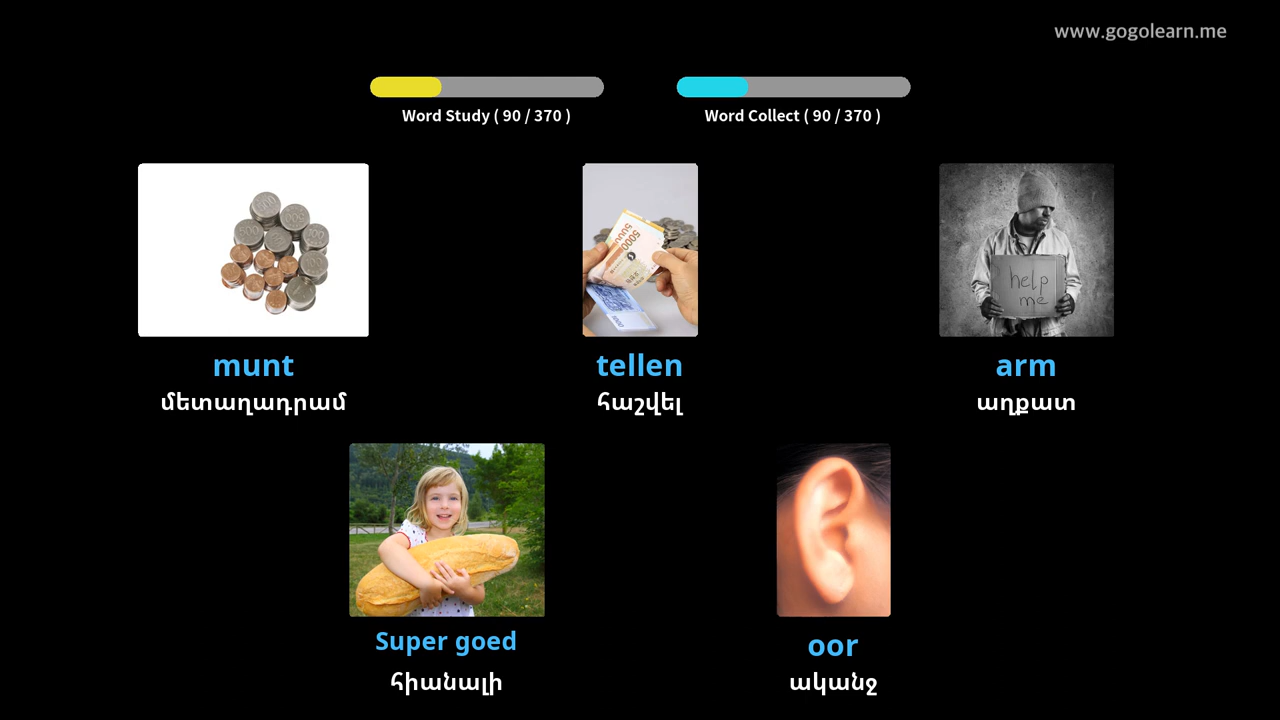 www.gogolearn.me
Word Study ( 90 / 370 )
Word Collect ( 90 / 370 )
help
me
munt
մետաղադրամ
tellen
հաշվել
arm
աղքատ
Super goed
հիանալի
oor
ականջ